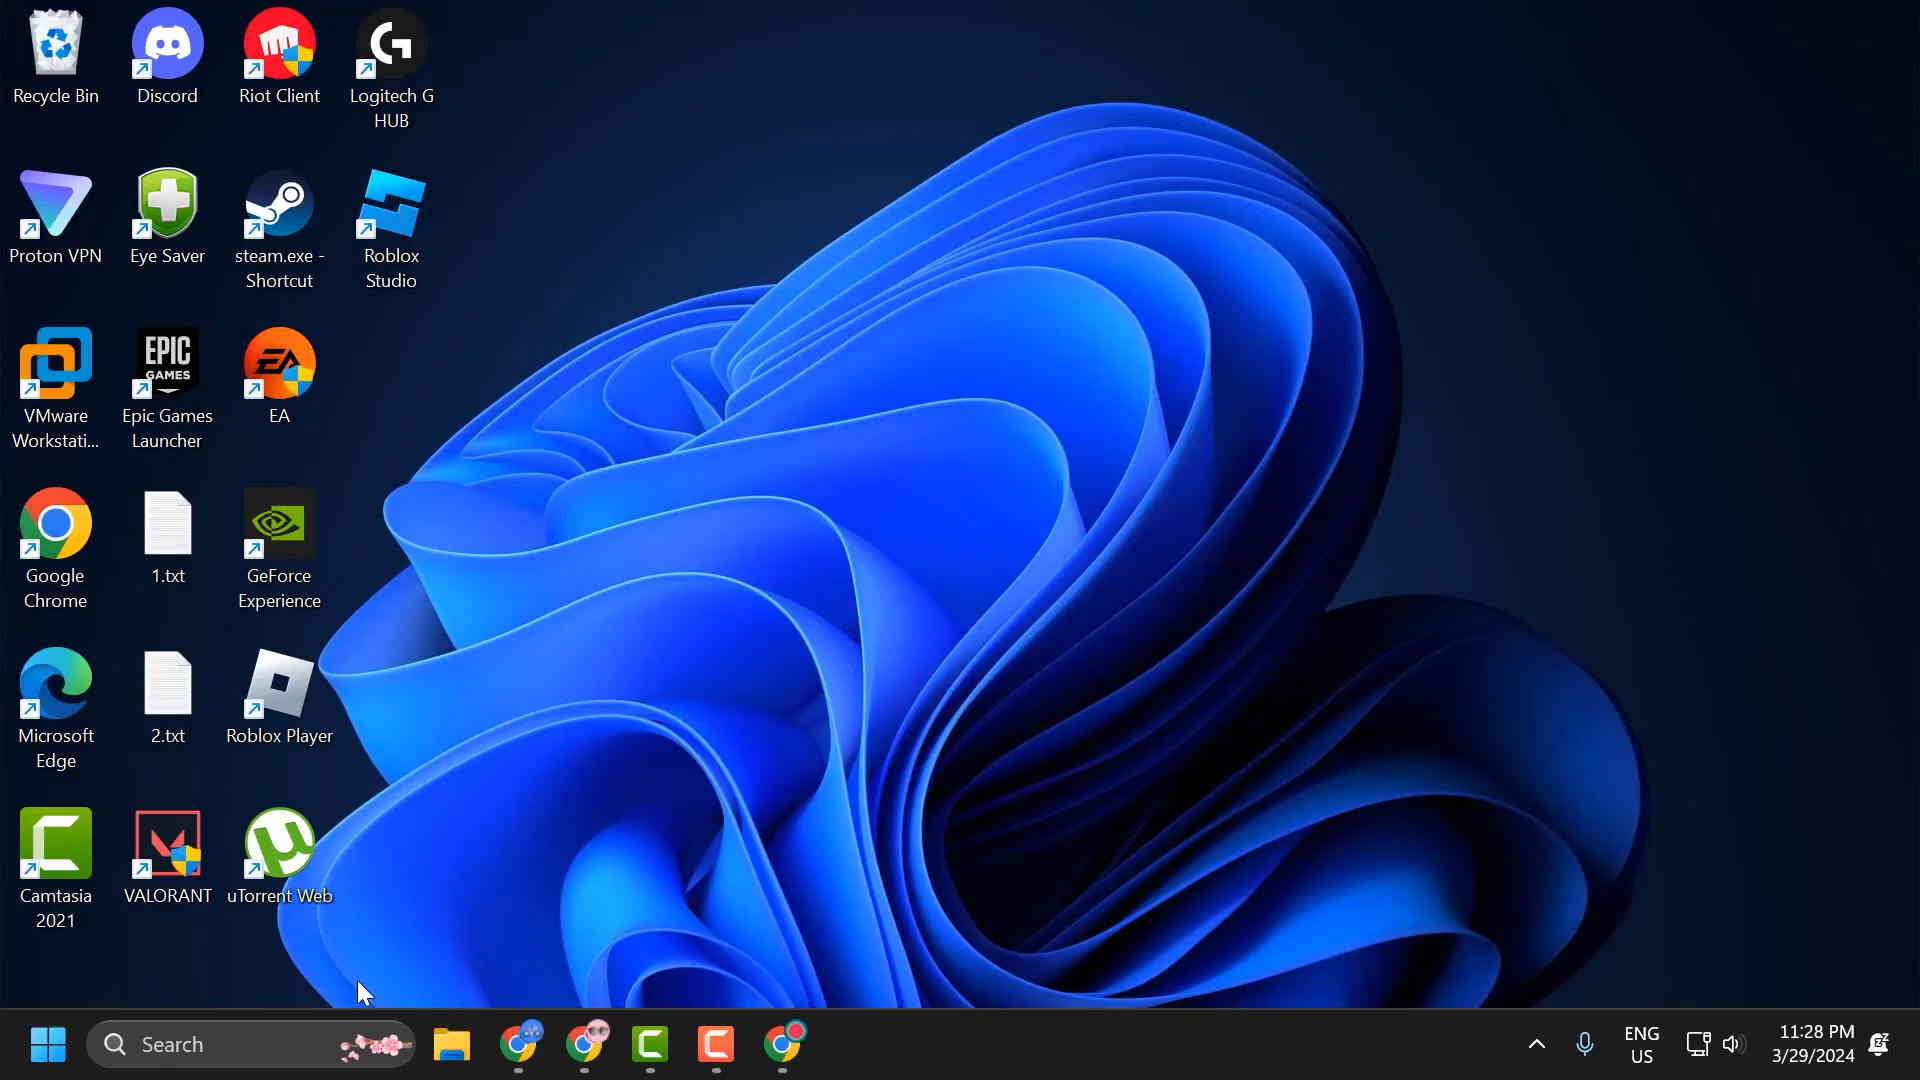 Recycle Bin
Discord
Riot Client
Logitech G
HUB
Proton VPN
Eye Saver
steam.exe -
Shortcut
Roblox
Studio
VMware
Workstati...
EPIC
GAMES
Epic Games
Launcher
EA
EA
Google
Chrome
1.txt
GeForce
Experience
Microsoft
Edge
2.txt
Roblox Player
Camtasia
2021
VALORANT
uTorrent Web
Search
ENG
US
11:28 PM
3/29/2024